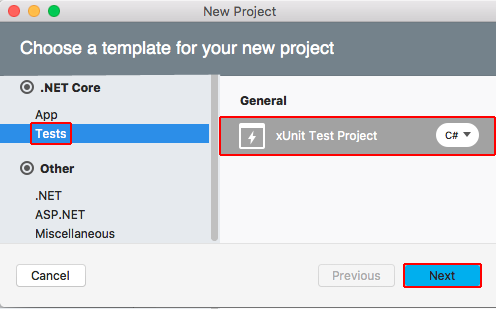 New Project
Choose a template for your new project
.NET Core
App
Tests
Other
.NET
ASP.NET
Miscellaneous
General
xUnit Test Project
C#
Cancel
Previous
Next